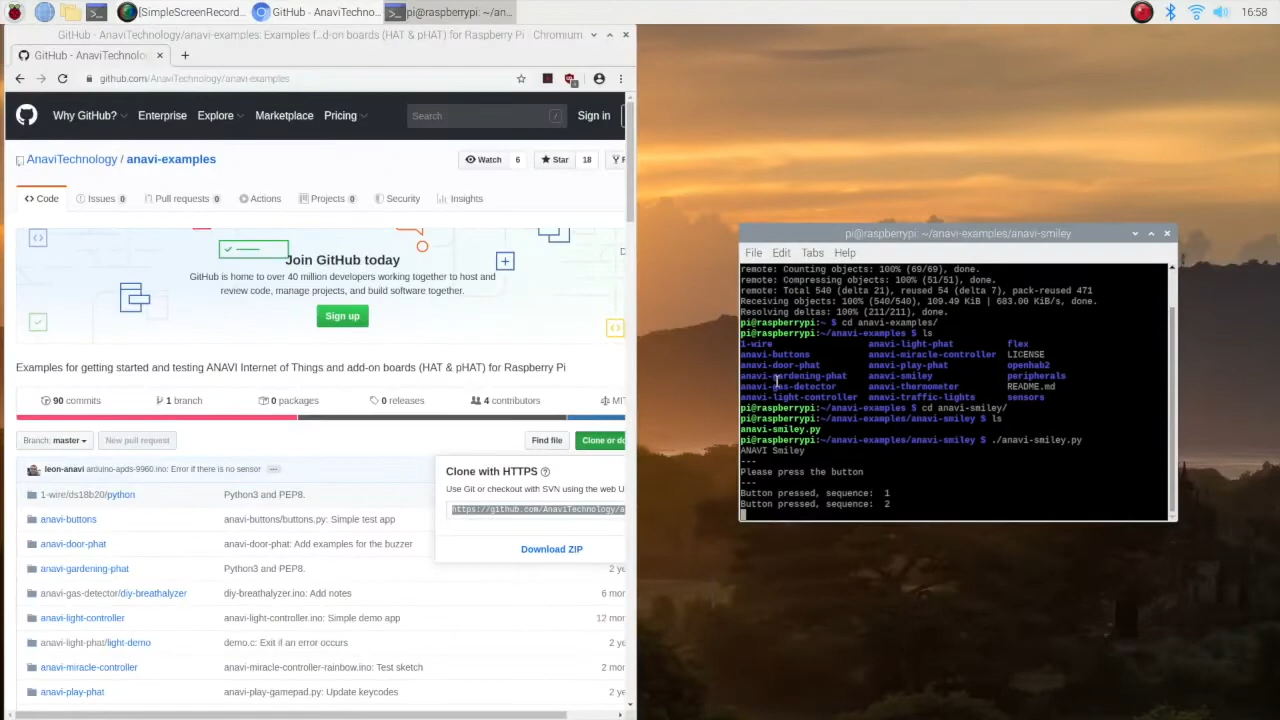 [SimpleScreenRecord...
GitHub - AnaviTechno...
pi@raspberrypi: ~/an...
16:58
GitHub - AnaviTechnology/anavi-examples: Examples f...d-on boards (HAT & pHAT) for Raspberry Pi - Chromium
GitHub - AnaviTechnolo
github.com/AnaviTechnology/anavi-examples
Why GitHub?
Enterprise
Explore
Marketplace
Pricing
Search
/
Sign in
AnaviTechnology / anavi-examples
Watch 6
Star 18
F
Code
Issues 0
Pull requests 0
Actions
Projects 0
Security
Insights
Join GitHub today
GitHub is home to over 40 million developers working together to host and
review code, manage projects, and build software together.
Sign up
Examples for getting started and testing ANAVI Internet of Things and add-on boards (HAT & pHAT) for Raspberry Pi
90 commits
1 branch
0 packages
0 releases
4 contributors
MIT
Branch: master
New pull request
Find file
Clone or do
leon-anavi arduino-apds-9960.ino: Error if there is no sensor ...
Clone with HTTPS
Use Git or checkout with SVN using the web U
https://github.com/AnaviTechnology/a
Download ZIP
1-wire/ds18b20/python Python3 and PEP8.
anavi-buttons anavi-buttons/buttons.py: Simple test app
anavi-door-phat anavi-door-phat: Add examples for the buzzer
anavi-gardening-phat Python3 and PEP8. 2 ye
anavi-gas-detector/diy-breathalyzer diy-breathalyzer.ino: Add notes 6 mon
anavi-light-controller anavi-light-controller.ino: Simple demo app 12 mon
anavi-light-phat/light-demo demo.c: Exit if an error occurs 2 ye
anavi-miracle-controller anavi-miracle-controller-rainbow.ino: Test sketch 2 mon
anavi-play-phat anavi-play-gamepad.py: Update keycodes 2 ye
pi@raspberrypi: ~/anavi-examples/anavi-smiley
File Edit Tabs Help
remote: Counting objects: 100% (69/69), done.
remote: Compressing objects: 100% (51/51), done.
remote: Total 540 (delta 21), reused 54 (delta 7), pack-reused 471
Receiving objects: 100% (540/540), 109.49 KiB | 683.00 KiB/s, done.
Resolving deltas: 100% (211/211), done.
pi@raspberrypi:~ $ cd anavi-examples/
pi@raspberrypi:~/anavi-examples $ ls
1-wire anavi-light-phat flex
anavi-buttons anavi-miracle-controller LICENSE
anavi-door-phat anavi-play-phat openhab2
anavi-gardening-phat anavi-smiley peripherals
anavi-gas-detector anavi-thermometer README.md
anavi-light-controller anavi-traffic-lights sensors
pi@raspberrypi:~/anavi-examples $ cd anavi-smiley/
pi@raspberrypi:~/anavi-examples/anavi-smiley $ ls
anavi-smiley.py
pi@raspberrypi:~/anavi-examples/anavi-smiley $ ./anavi-smiley.py
ANAVI Smiley
---
Please press the button
---
Button pressed, sequence: 1
Button pressed, sequence: 2